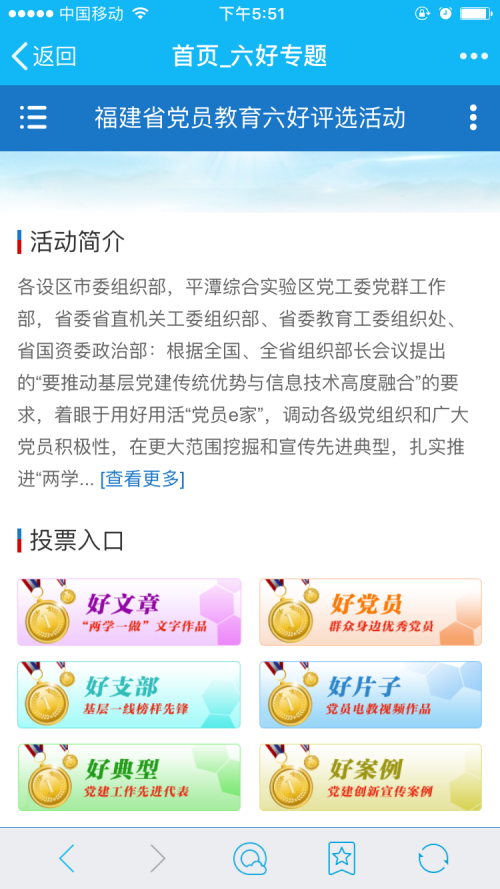 中国移动
下午5:51
返回
首页_六好专题
福建省党员教育六好评选活动
活动简介
各设区市委组织部，平潭综合实验区党工委党群工作
部，省委省直机关工委组织部、省委教育工委组织处、
省国资委政治部：根据全国、全省组织部长会议提出
的“要推动基层党建传统优势与信息技术高度融合”的要
求，着眼于用好用活“党员e家”，调动各级党组织和广大
党员积极性，在更大范围挖掘和宣传先进典型，扎实推
进“两学... [查看更多]
投票入口
好文章
“两学一做”文字作品
好党员
群众身边优秀党员
好支部
基层一线榜样先锋
好片子
党员电教视频作品
好典型
党建工作先进代表
好案例
党建创新宣传案例